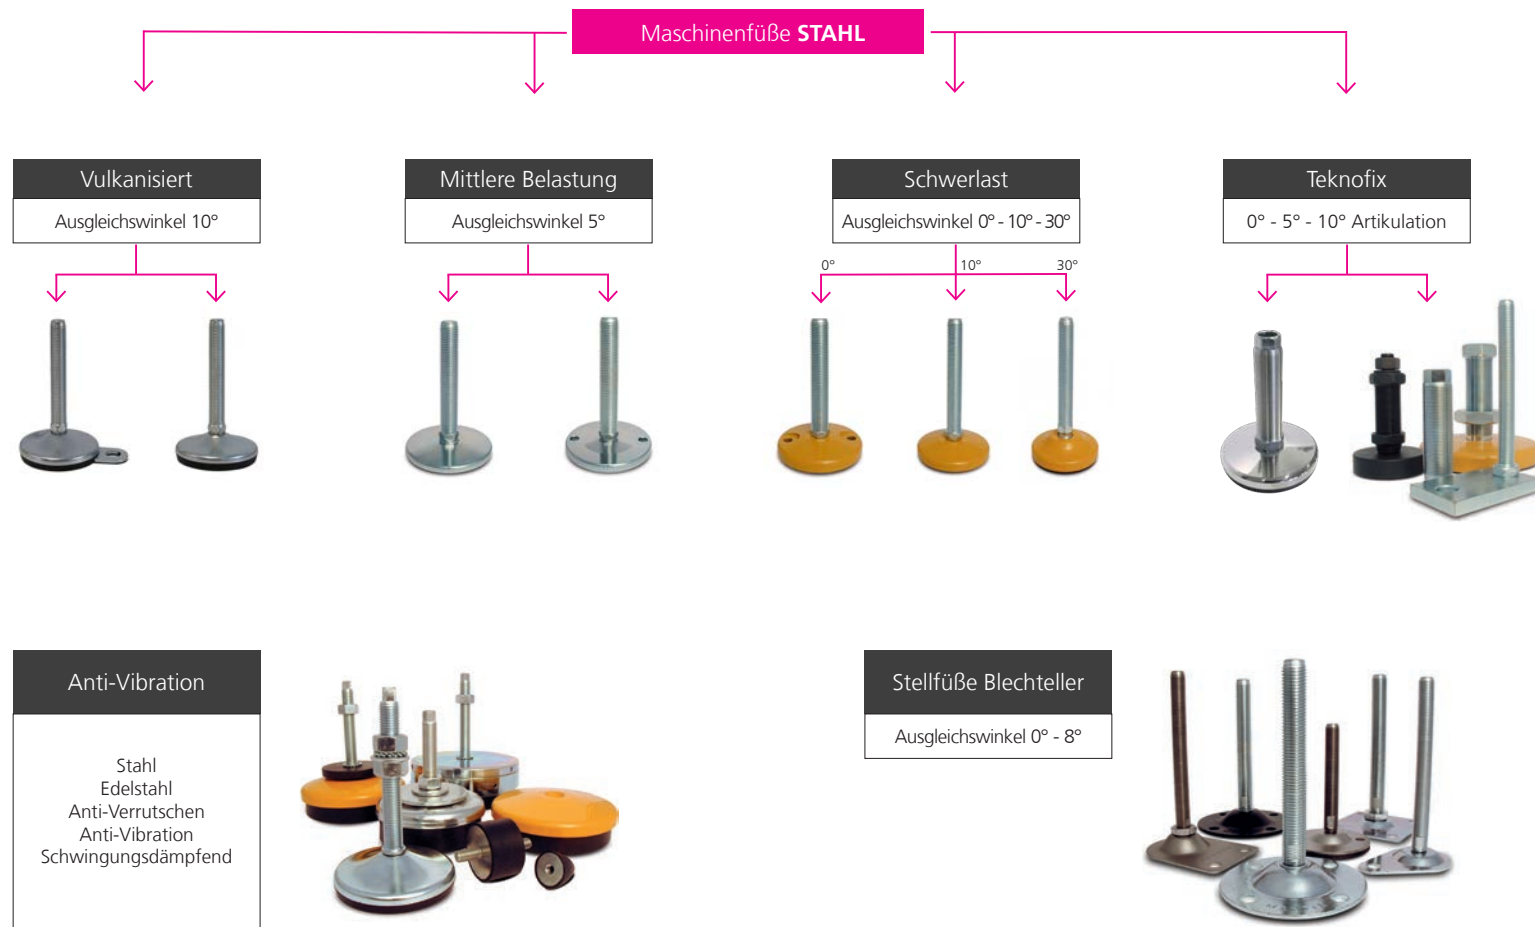 Maschinenfüße STAHL
Vulkanisiert
Ausgleichswinkel 10°
Mittlere Belastung
Ausgleichswinkel 5°
Schwerlast
Ausgleichswinkel 0° - 10° - 30°
0°
10°
30°
Teknofix
0° - 5° - 10° Artikulation
Anti-Vibration
Stahl
Edelstahl
Anti-Verrutschen
Anti-Vibration
Schwingungsdämpfend
Stellfüße Blechteller
Ausgleichswinkel 0° - 8°